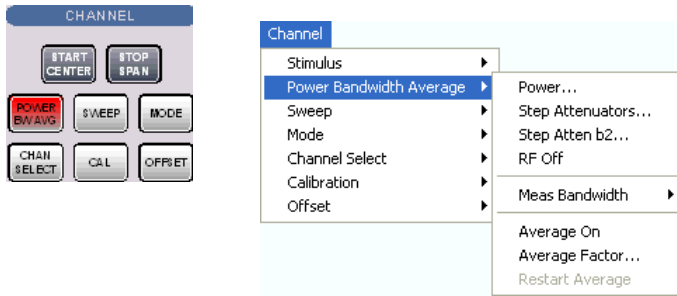 CHANNEL
START
CENTER
STOP
SPAN
POWER
BW AVG
SWEEP
MODE
CHAN
SELECT
CAL
OFFSET
Channel
Stimulus
Power Bandwidth Average
Sweep
Mode
Channel Select
Calibration
Offset
Power...
Step Attenuators...
Step Atten b2...
RF Off
Meas Bandwidth
Average On
Average Factor...
Restart Average